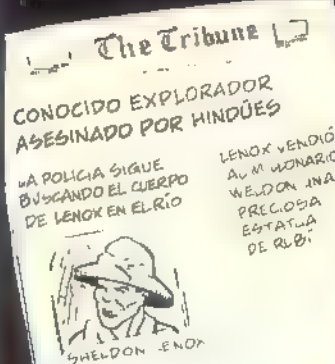 The Tribune
CONOCIDO EXPLORADOR
ASESINADO POR HINDÚES
LA POLICIA SIGUE
BUSCANDO EL CUERPO
DE LENOX EN EL RÍO
SHELDON LENOX
LENOX VENDIÓ
AL MILLONARIO
WELDON UNA
PRECIOSA
ESTATUA
DE RUBÍ